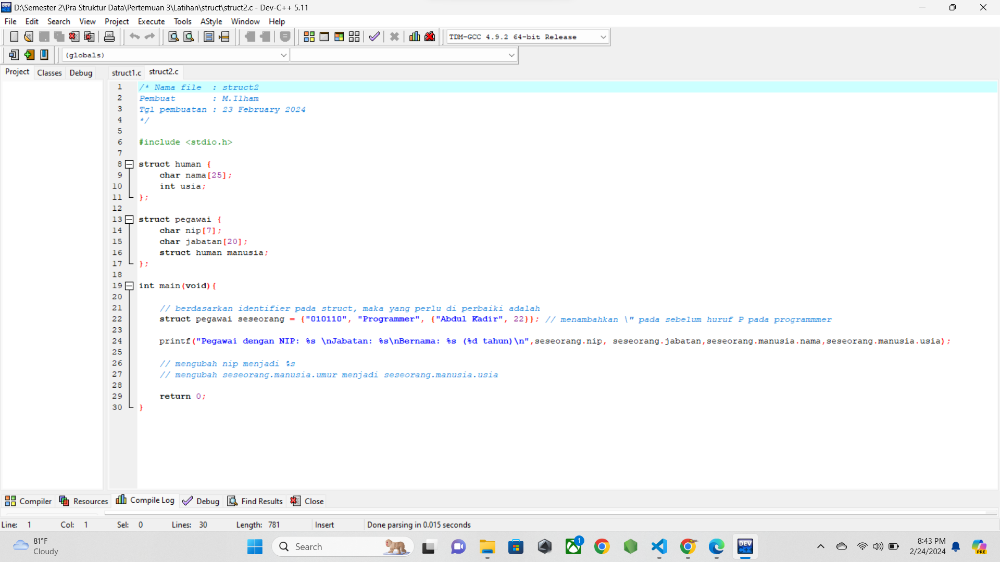 D:\Semester 2\Pra Struktur Data\Pertemuan 3\Latihan\struct\struct2.c - Dev-C++ 5.11
File Edit Search View Project Execute Tools AStyle Window Help
TDM-GCC 4.9.2 64-bit Release
(globals)
Project Classes Debug struct1.c struct2.c
1 /* Nama file : struct2
2 Pembuat : M.Ilham
3 Tgl pembuatan : 23 February 2024
4 */
5
6 #include <stdio.h>
7
8 struct human {
9 char nama[25];
10 int usia;
11 };
12
13 struct pegawai {
14 char nip[7];
15 char jabatan[20];
16 struct human manusia;
17 };
18
19 int main(void){
20
21 // berdasarkan identifier pada struct, maka yang perlu di perbaiki adalah
22 struct pegawai seseorang = {"010110", "Programmer", {"Abdul Kadir", 22}}; // menambahkan \" pada sebelum huruf P pada programmmer
23
24 printf("Pegawai dengan NIP: %s \nJabatan: %s\nBernama: %s (%d tahun)\n",seseorang.nip, seseorang.jabatan,seseorang.manusia.nama,seseorang.manusia.usia);
25
26 // mengubah nip menjadi %s
27 // mengubah seseorang.manusia.umur menjadi seseorang.manusia.usia
28
29 return 0;
30 }
Compiler Resources Compile Log Debug Find Results Close
Line: 1 Col: 1 Sel: 0 Lines: 30 Length: 781 Insert Done parsing in 0.015 seconds
81°F
Cloudy
Search
1
DEV
C++
8:43 PM
2/24/2024
PRE